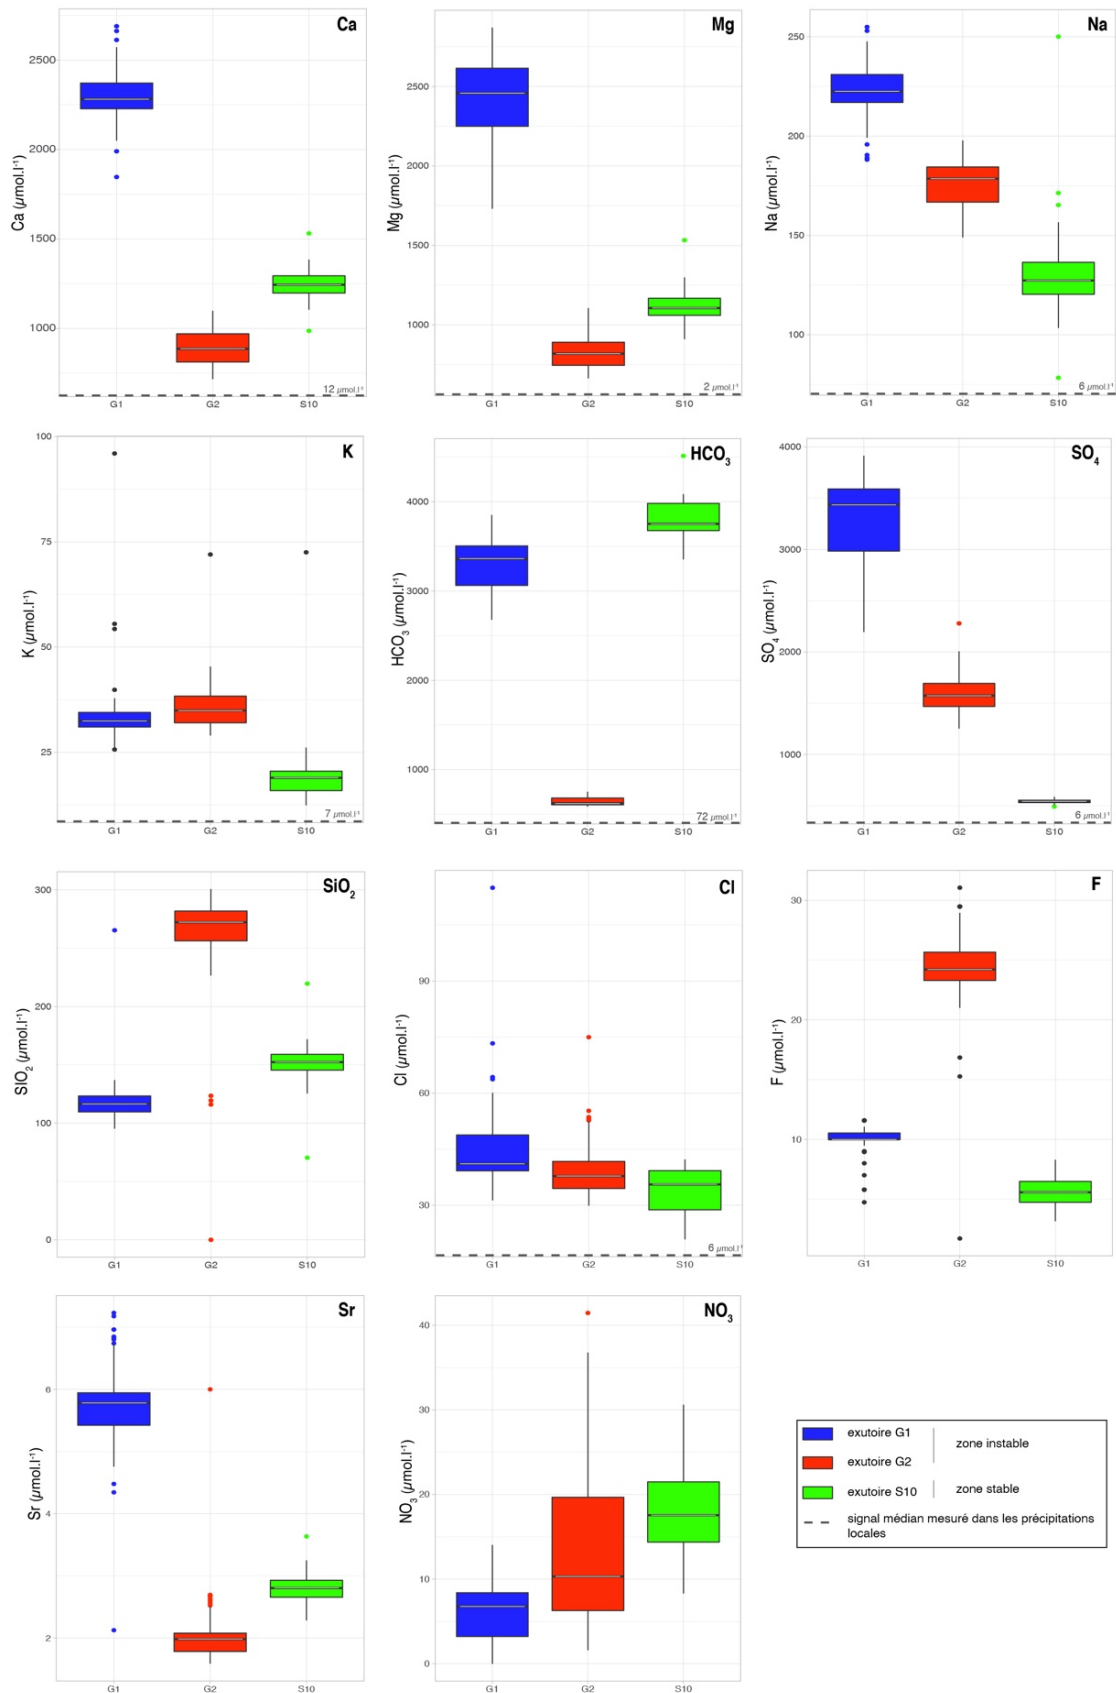 Ca
Ca (µmol.l⁻¹)
2500
2000
1500
1000
12 µmol.l⁻¹
G1 G2 S10
Mg
Mg (µmol.l⁻¹)
2500
2000
1500
1000
2 µmol.l⁻¹
G1 G2 S10
Na
Na (µmol.l⁻¹)
250
200
150
100
6 µmol.l⁻¹
G1 G2 S10
K
K (µmol.l⁻¹)
100
75
50
25
7 µmol.l⁻¹
G1 G2 S10
HCO₃
HCO₃ (µmol.l⁻¹)
4000
3000
2000
1000
72 µmol.l⁻¹
G1 G2 S10
SO₄
SO₄ (µmol.l⁻¹)
4000
3000
2000
1000
6 µmol.l⁻¹
G1 G2 S10
SiO₂
SIO₂ (µmol.l⁻¹)
300
200
100
0
G1 G2 S10
Cl
Cl (µmol.l⁻¹)
90
60
30
6 µmol.l⁻¹
G1 G2 S10
F
F (µmol.l⁻¹)
30
20
10
G1 G2 S10
Sr
Sr (µmol.l⁻¹)
6
4
2
G1 G2 S10
NO₃
NO₃ (µmol.l⁻¹)
40
30
20
10
0
G1 G2 S10
exutoire G1
zone instable
exutoire G2
exutoire S10
zone stable
signal médian mesuré dans les précipitations
locales